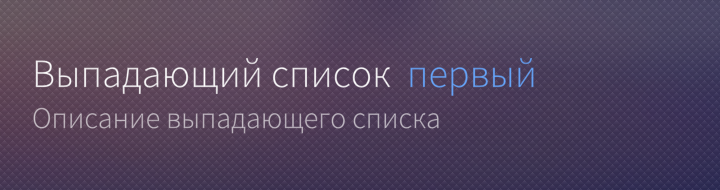 Выпадающий список первый
Описание выпадающего списка